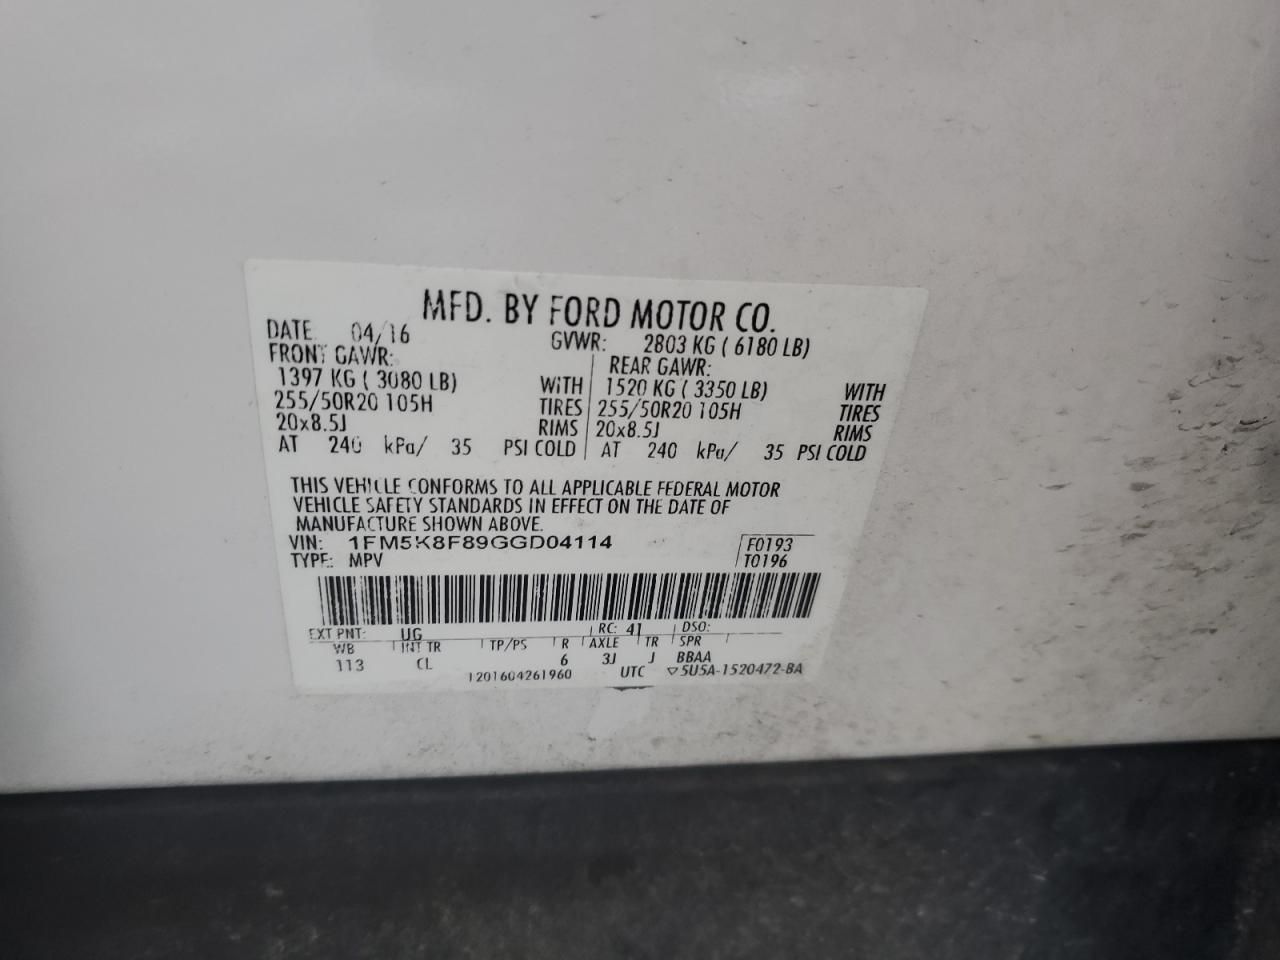 MFD. BY FORD MOTOR CO.
DATE: 04/16 GVWR: 2803 KG ( 6180 LB)
FRONT GAWR: REAR GAWR:
1397 KG ( 3080 LB) WITH 1520 KG ( 3350 LB) WITH
255/50R20 105H TIRES 255/50R20 105H TIRES
20x8.5J RIMS 20x8.5J RIMS
AT 240 kPa/ 35 PSI COLD AT 240 kPa/ 35 PSI COLD
THIS VEHICLE CONFORMS TO ALL APPLICABLE FEDERAL MOTOR
VEHICLE SAFETY STANDARDS IN EFFECT ON THE DATE OF
MANUFACTURE SHOWN ABOVE.
VIN: 1FM5K8F89GGD04114 F0193
TYPE: MPV T0196
EXT PNT: UG RC: 41 DSO:
WB INT TR TP/PS R AXLE TR SPR
113 CL 6 3J J BBAA
1201604261960 UTC ▽5U5A-1520472-BA